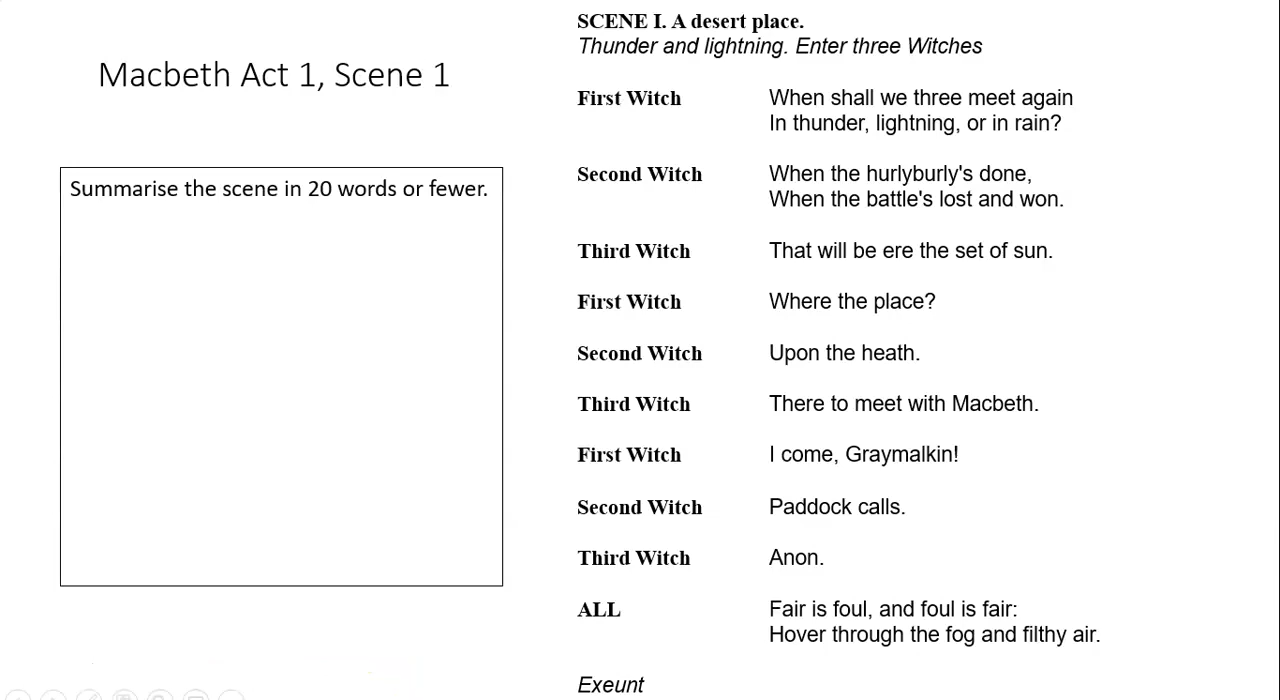 Macbeth Act 1, Scene 1
Summarise the scene in 20 words or fewer.
SCENE I. A desert place.
Thunder and lightning. Enter three Witches
First Witch When shall we three meet again
In thunder, lightning, or in rain?
Second Witch When the hurlyburly's done,
When the battle's lost and won.
Third Witch That will be ere the set of sun.
First Witch Where the place?
Second Witch Upon the heath.
Third Witch There to meet with Macbeth.
First Witch I come, Graymalkin!
Second Witch Paddock calls.
Third Witch Anon.
ALL Fair is foul, and foul is fair:
Hover through the fog and filthy air.
Exeunt